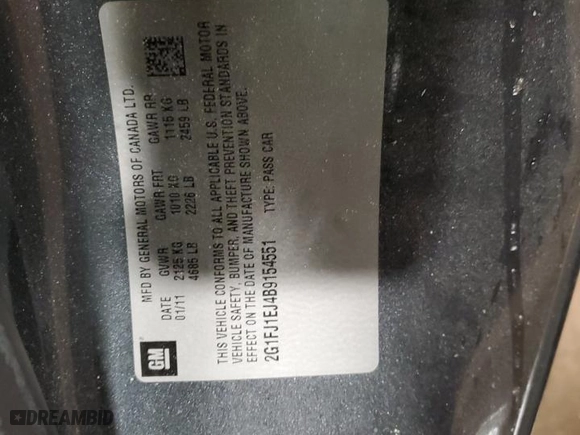 MFD BY GENERAL MOTORS OF CANADA LTD.
DATE GVWR GAWR FRT GAWR RR
01/11 2125 KG 1010 KG 1115 KG
4685 LB 2226 LB 2459 LB
THIS VEHICLE CONFORMS TO ALL APPLICABLE U.S. FEDERAL MOTOR
VEHICLE SAFETY, BUMPER, AND THEFT PREVENTION STANDARDS IN
EFFECT ON DATE OF MANUFACTURE SHOWN ABOVE.
2G1FJ1EJ4B9154551 TYPE: PASS CAR
GM
DREAMBID